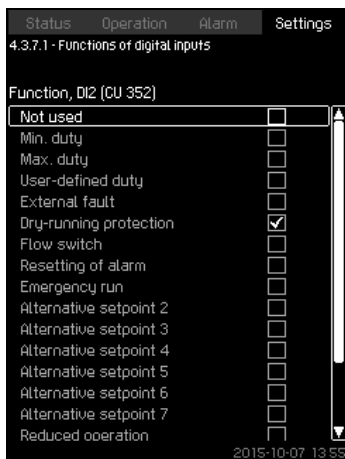 Status Operation Alarm Settings
4.3.7.1 - Functions of digital inputs
Function, DI2 (CU 352)
Not used
Min. duty
Max. duty
User-defined duty
External fault
Dry-running protection
Flow switch
Resetting of alarm
Emergency run
Alternative setpoint 2
Alternative setpoint 3
Alternative setpoint 4
Alternative setpoint 5
Alternative setpoint 6
Alternative setpoint 7
Reduced operation
2015-10-07 13:55